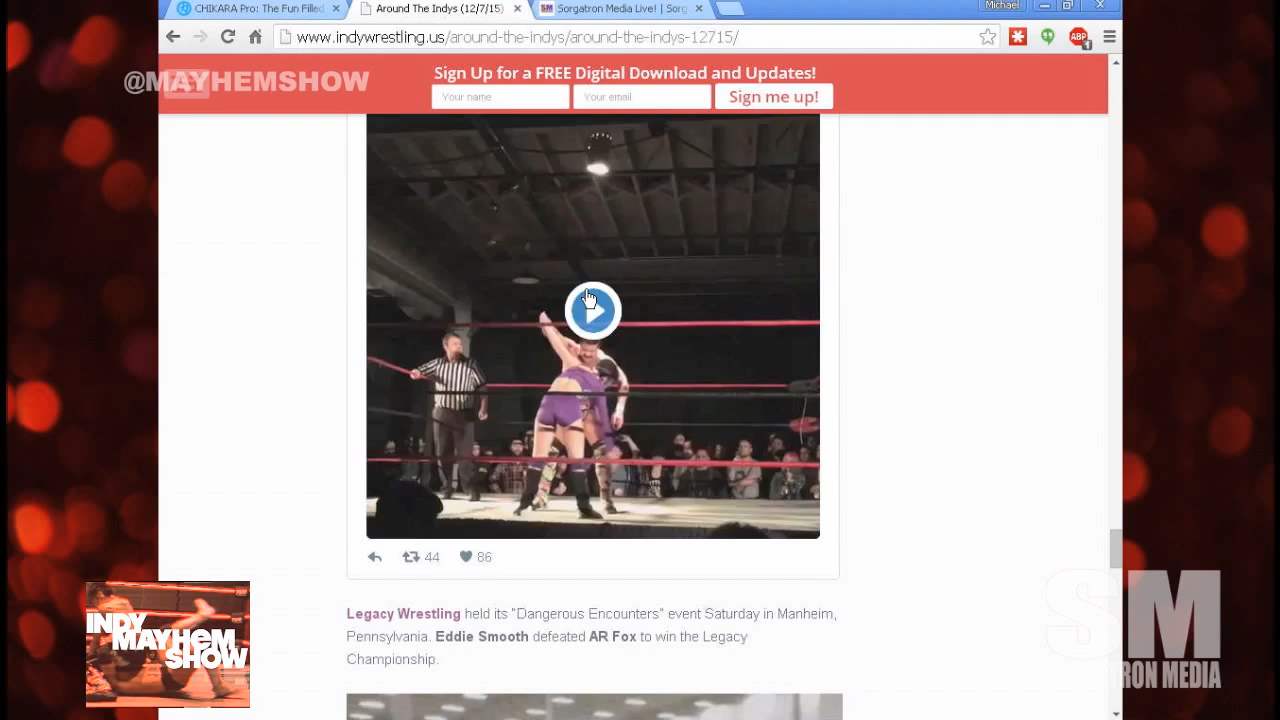 CHIKARA Pro: The Fun Filled
Around The Indys (12/7/15)
Sorgatron Media Live! | Sorg
Michael
www.indywrestling.us/around-the-indys/around-the-indys-12715/
ABP
1
@MAYHEMSHOW
Sign Up for a FREE Digital Download and Updates!
Your name
Your email
Sign me up!
44
86
Legacy Wrestling held its "Dangerous Encounters" event Saturday in Manheim,
Pennsylvania. Eddie Smooth defeated AR Fox to win the Legacy
Championship.
INDY
MAYHEM
SHOW
SM
TRON MEDIA